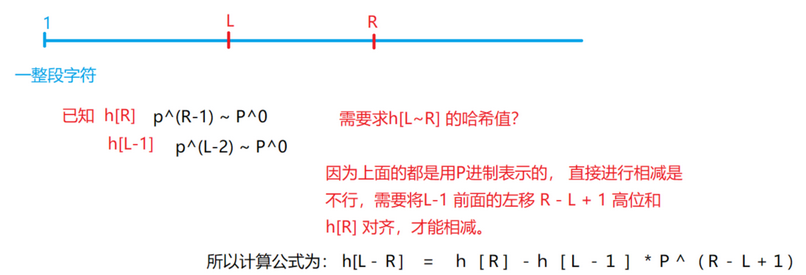 1 L R
一整段字符
已知 h[R] p^(R-1) ~ P^0
h[L-1] p^(L-2) ~ P^0
需要求h[L~R] 的哈希值?
因为上面的都是用P进制表示的， 直接进行相减是
不行，需要将L-1 前面的左移 R - L + 1 高位和
h[R] 对齐，才能相减。
所以计算公式为： h[L - R] = h [ R ] - h [ L - 1 ] * P ^ ( R - L + 1 )